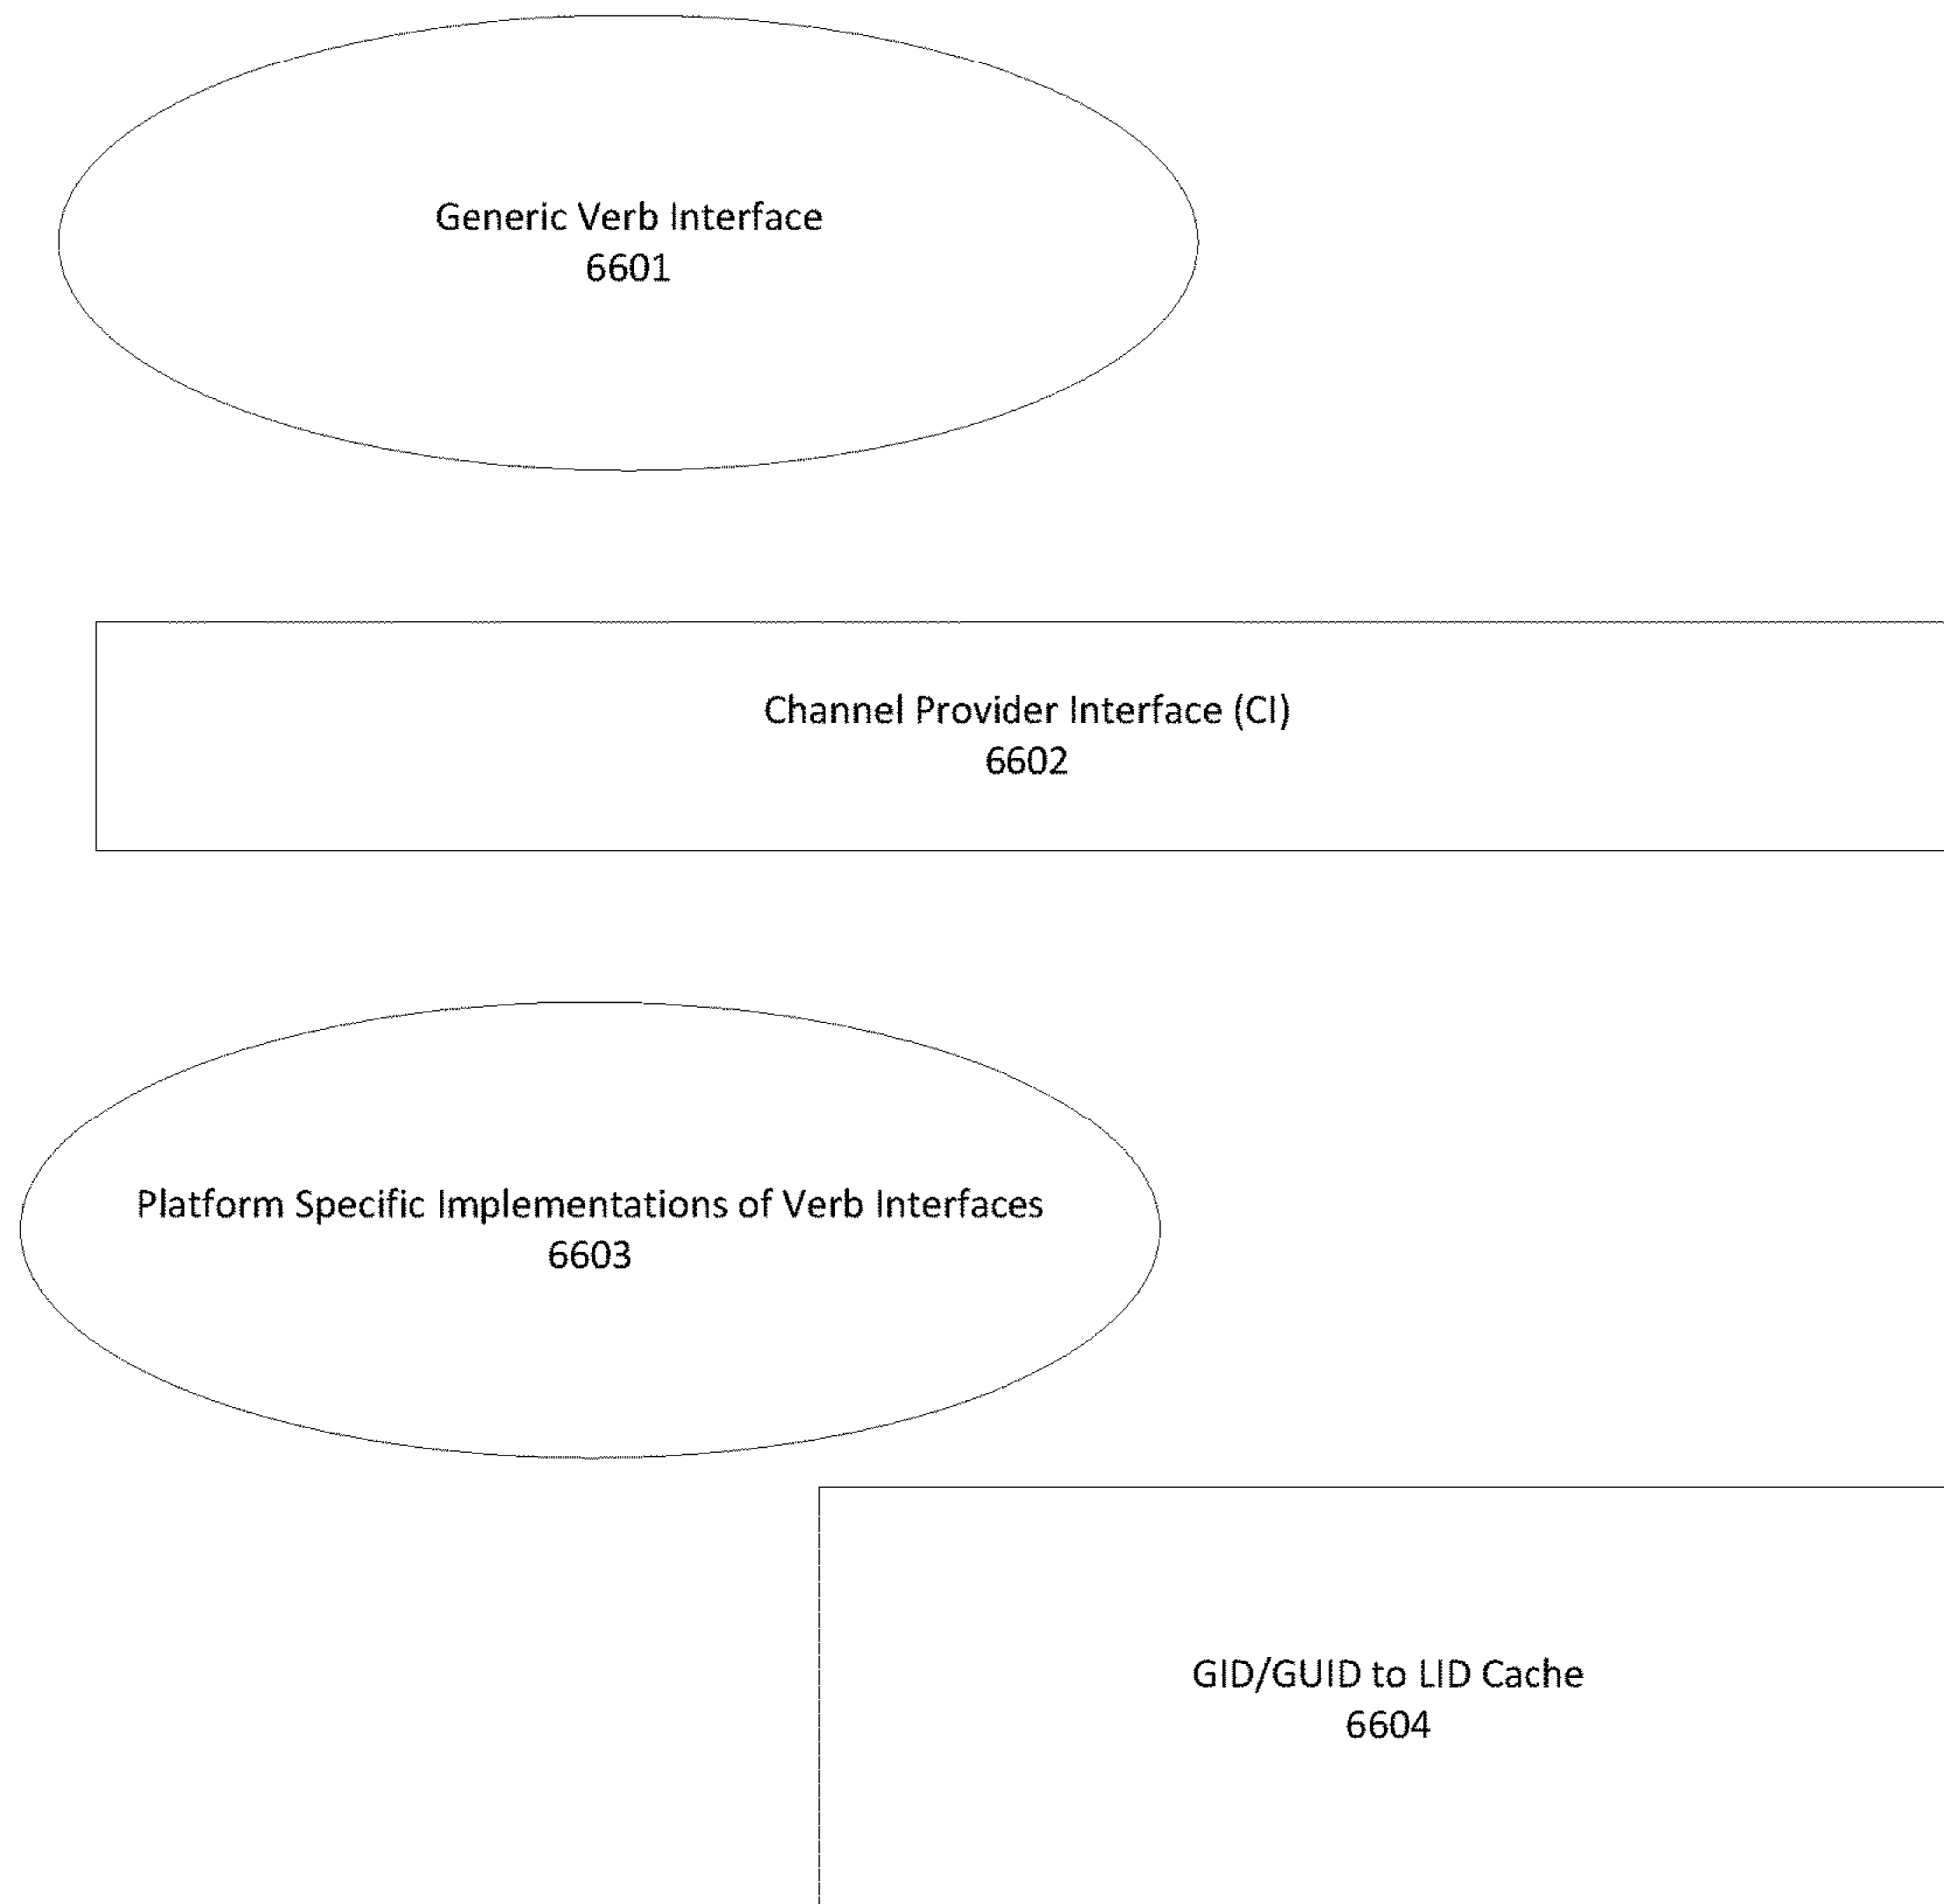 Generic Verb Interface
6601
Channel Provider Interface (CI)
6602
Platform Specific Implementations of Verb Interfaces
6603
GID/GUID to LID Cache
6604